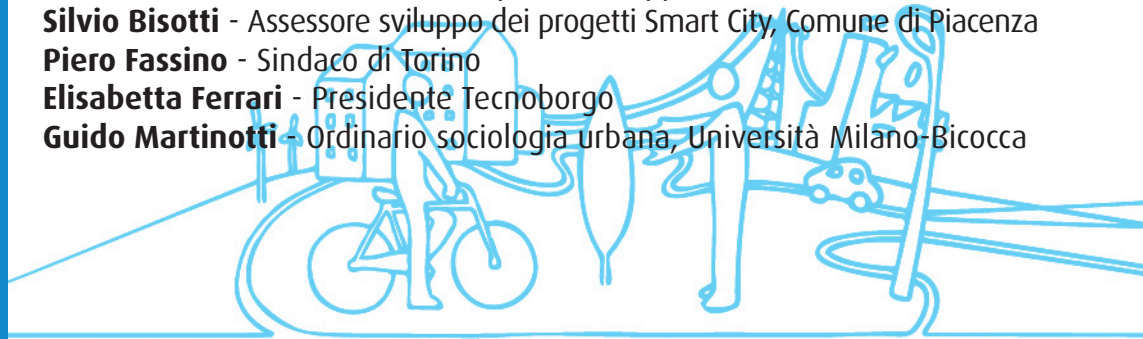 Silvio Bisotti - Assessore sviluppo dei progetti Smart City, Comune di Piacenza
Piero Fassino - Sindaco di Torino
Elisabetta Ferrari - Presidente Tecnoborgo
Guido Martinotti - Ordinario sociologia urbana, Università Milano-Bicocca